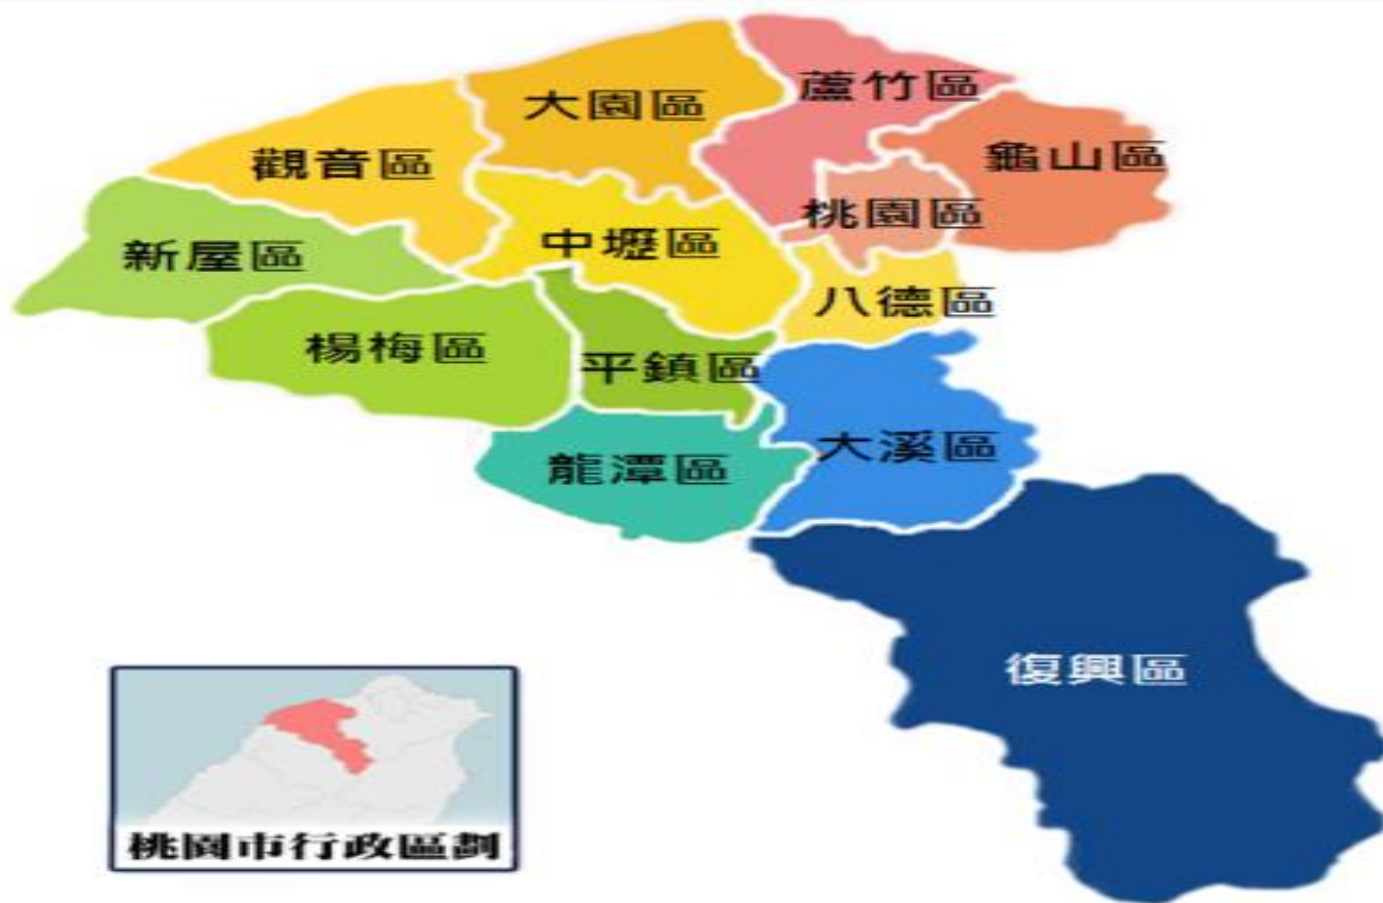 蘆竹區
大園區
龜山區
觀音區
桃園區
中壢區
新屋區
八德區
楊梅區
平鎮區
大溪區
龍潭區
復興區
桃園市行政區劃